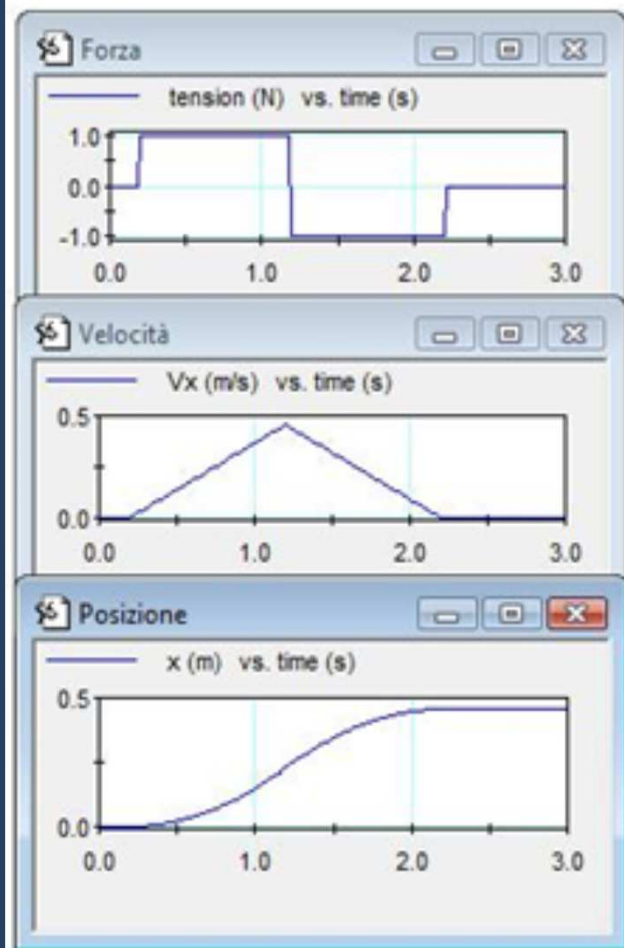 Forza
tension (N) vs. time (s)
1.0
0.0
-1.0
0.0 1.0 2.0 3.0
Velocità
Vx (m/s) vs. time (s)
0.5
0.0
0.0 1.0 2.0 3.0
Posizione
x (m) vs. time (s)
0.5
0.0
0.0 1.0 2.0 3.0